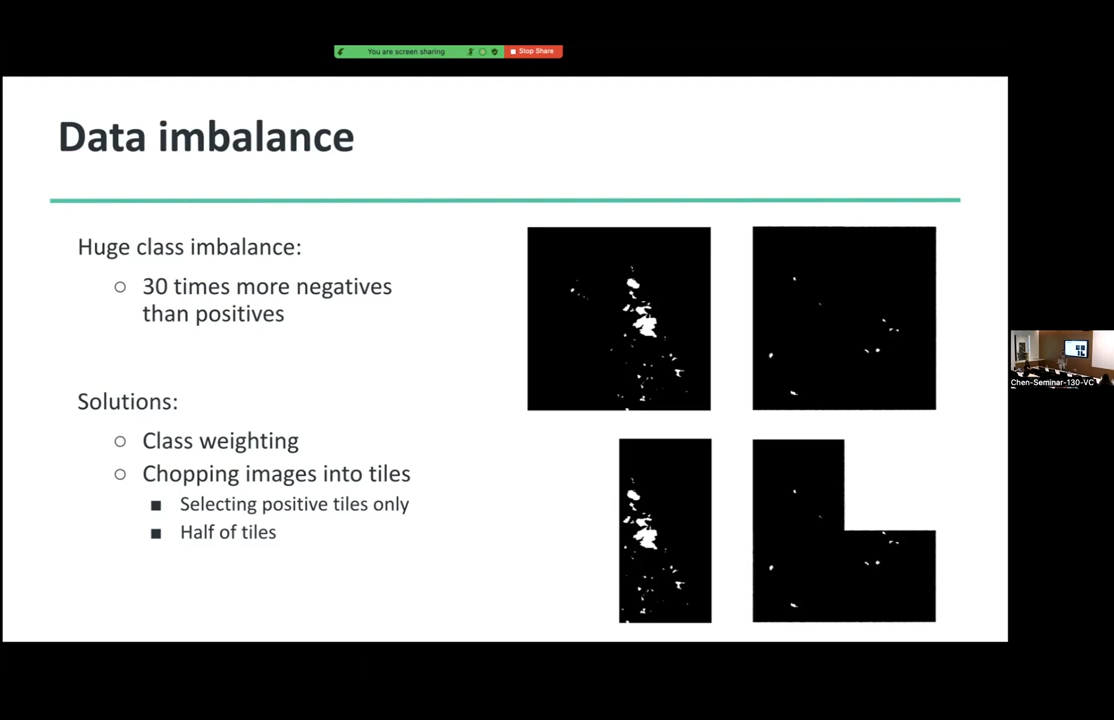 You are screen sharing
Stop Share
Data imbalance
Huge class imbalance:
30 times more negatives
than positives
Solutions:
Class weighting
Chopping images into tiles
Selecting positive tiles only
Half of tiles
Chen-Seminar-130-VC